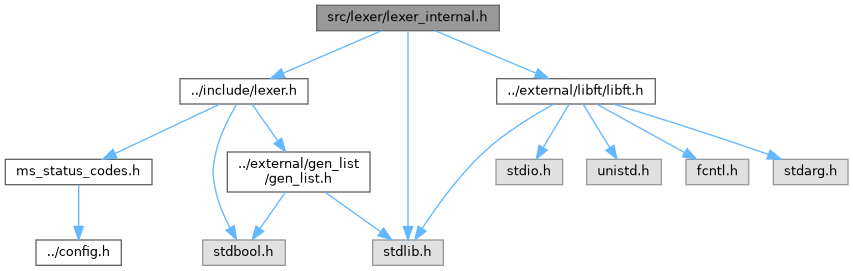 src/lexer/lexer_internal.h
../include/lexer.h
../external/libft/libft.h
ms_status_codes.h
../external/gen_list
/gen_list.h
stdio.h
unistd.h
fcntl.h
stdarg.h
../config.h
stdbool.h
stdlib.h